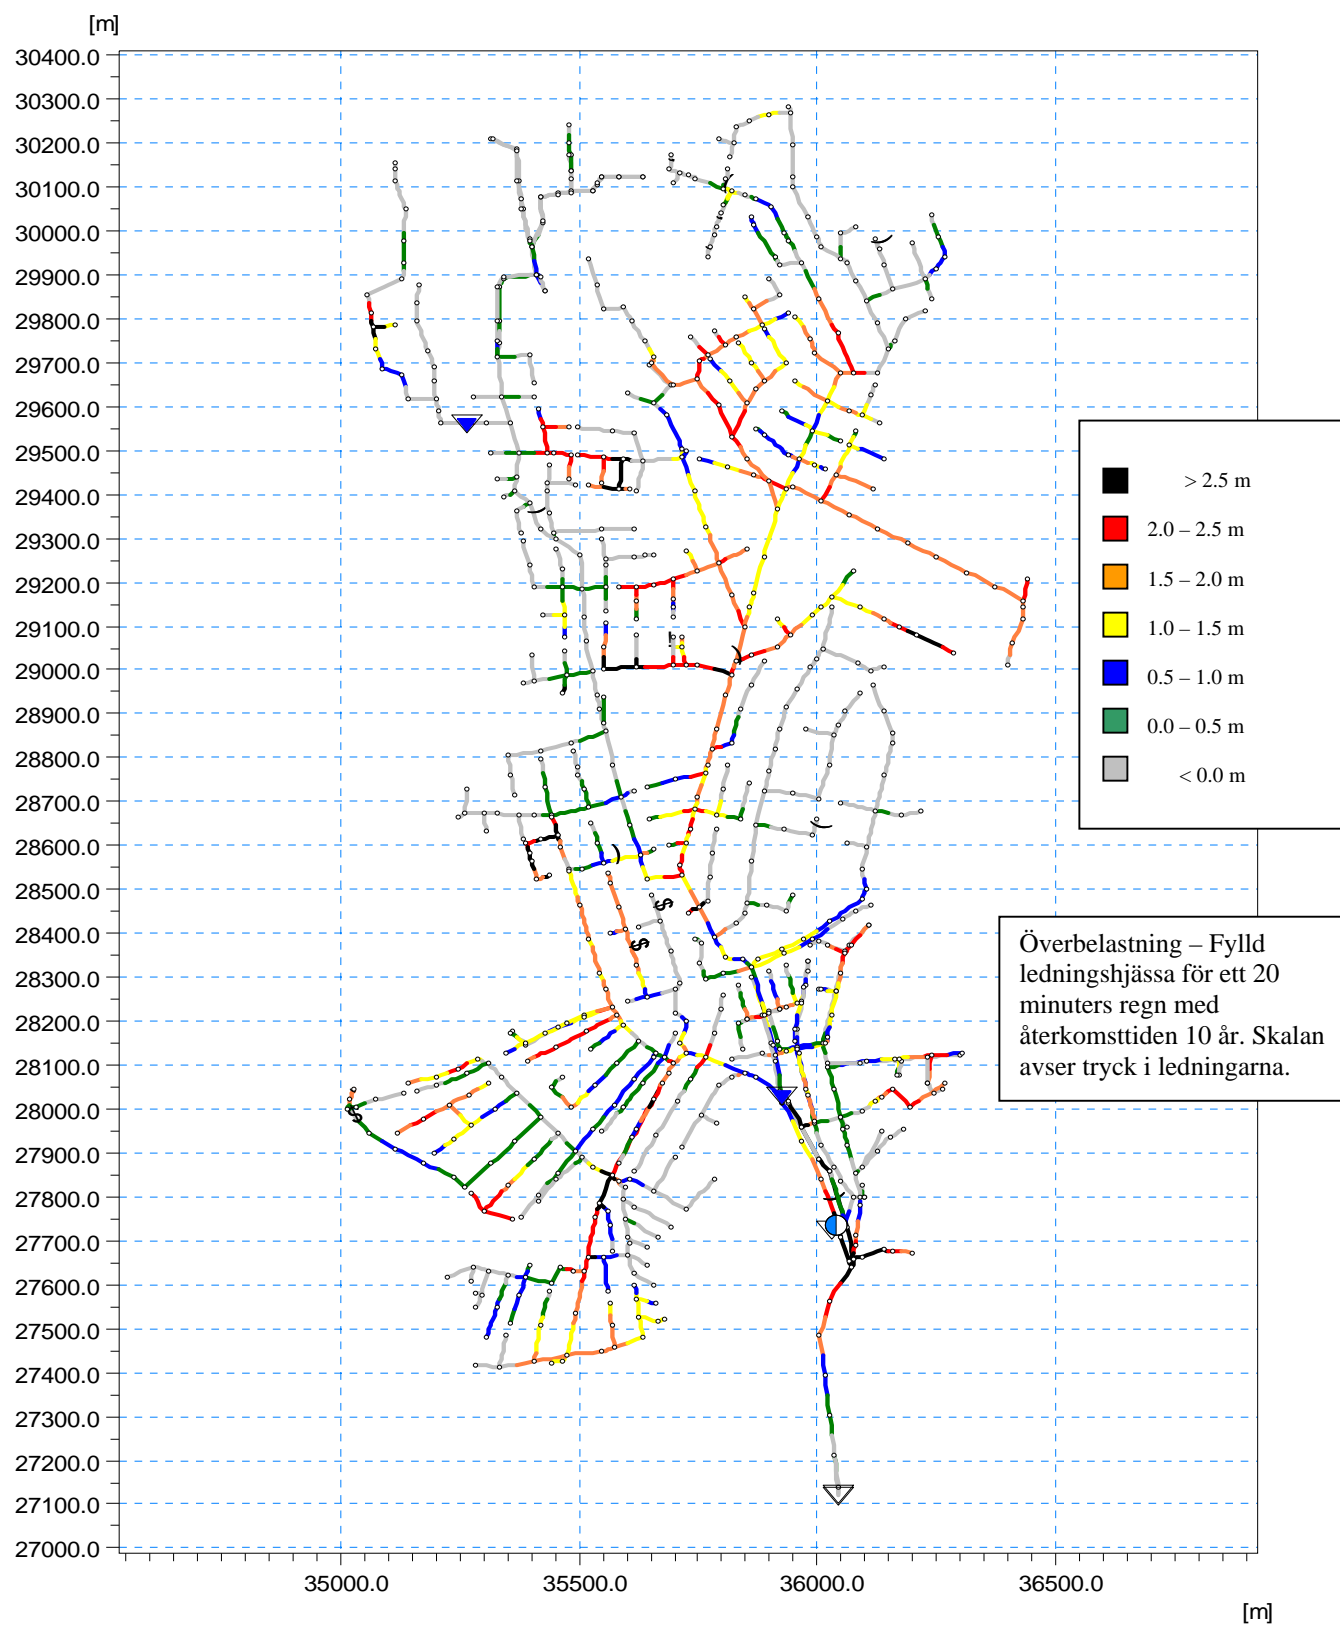 [m]
30400.0
30300.0
30200.0
30100.0
30000.0
29900.0
29800.0
29700.0
29600.0
29500.0
29400.0
29300.0
29200.0
29100.0
29000.0
28900.0
28800.0
28700.0
28600.0
28500.0
28400.0
28300.0
28200.0
28100.0
28000.0
27900.0
27800.0
27700.0
27600.0
27500.0
27400.0
27300.0
27200.0
27100.0
27000.0
35000.0 35500.0 36000.0 36500.0
[m]
> 2.5 m
2.0 – 2.5 m
1.5 – 2.0 m
1.0 – 1.5 m
0.5 – 1.0 m
0.0 – 0.5 m
< 0.0 m
Överbelastning – Fylld
ledningshjässa för ett 20
minuters regn med
återkomsttiden 10 år. Skalan
avser tryck i ledningarna.